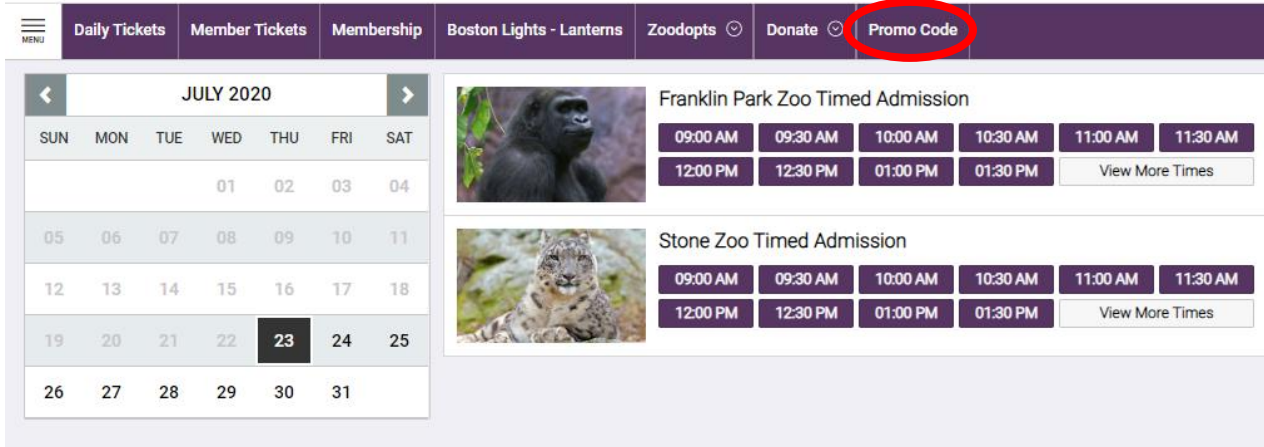 MENU
Daily Tickets
Member Tickets
Membership
Boston Lights - Lanterns
Zoodopts
Donate
Promo Code
JULY 2020
SUN MON TUE WED THU FRI SAT
01 02 03 04
05 06 07 08 09 10 11
12 13 14 15 16 17 18
19 20 21 22 23 24 25
26 27 28 29 30 31
Franklin Park Zoo Timed Admission
09:00 AM 09:30 AM 10:00 AM 10:30 AM 11:00 AM 11:30 AM
12:00 PM 12:30 PM 01:00 PM 01:30 PM View More Times
Stone Zoo Timed Admission
09:00 AM 09:30 AM 10:00 AM 10:30 AM 11:00 AM 11:30 AM
12:00 PM 12:30 PM 01:00 PM 01:30 PM View More Times